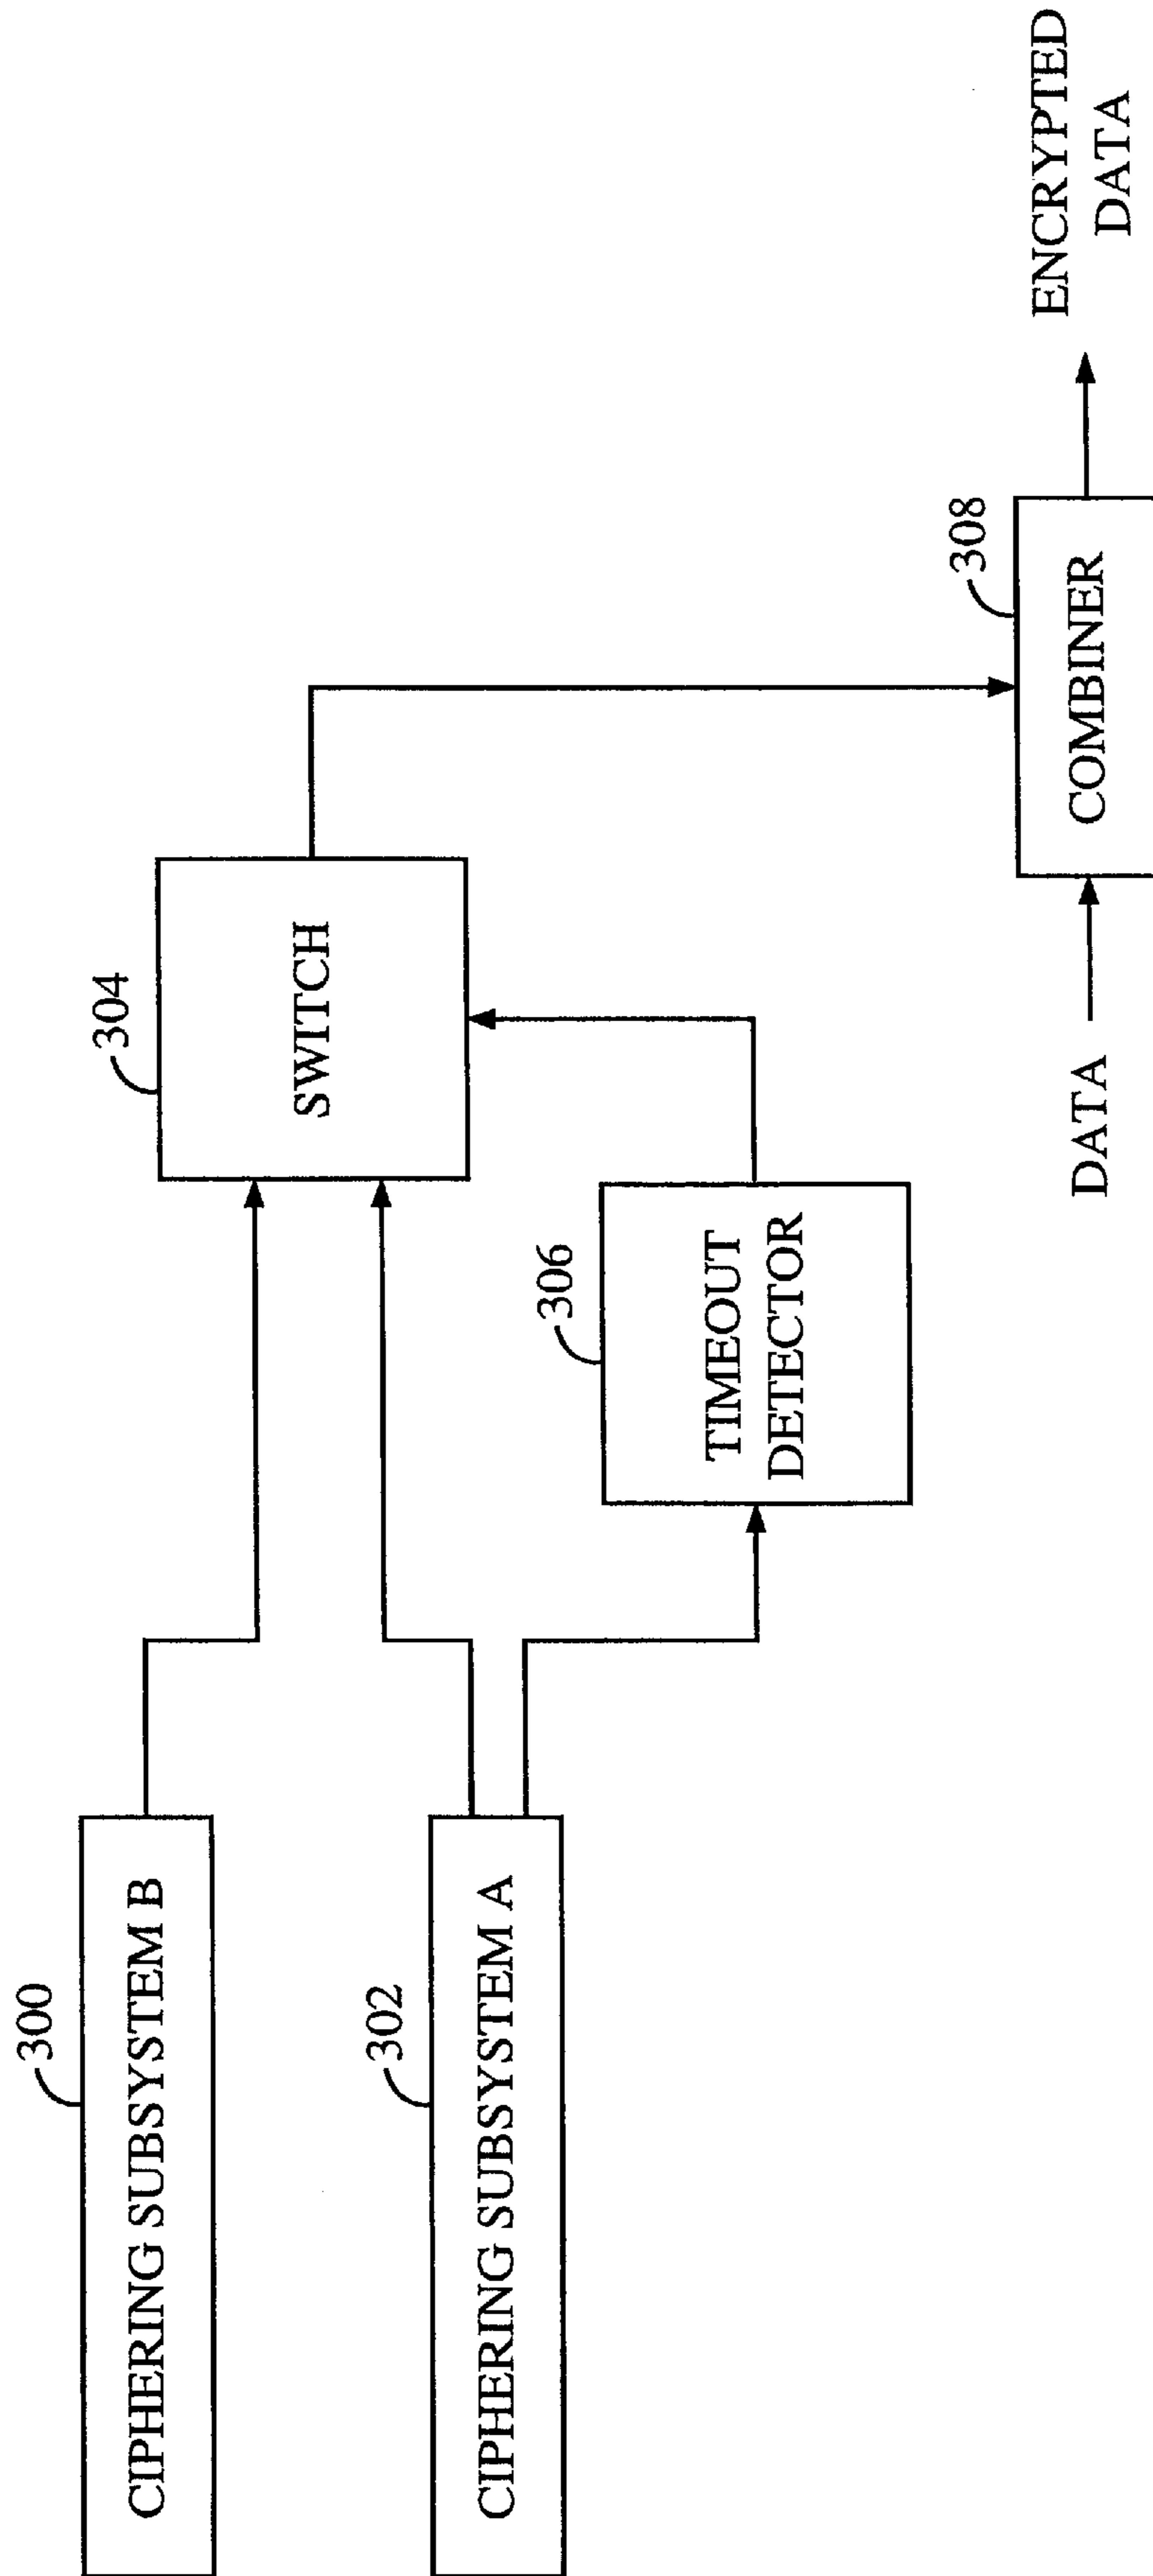 300
CIPHERING SUBSYSTEM B
302
CIPHERING SUBSYSTEM A
304
SWITCH
306
TIMEOUT
DETECTOR
308
COMBINER
DATA
ENCRYPTED
DATA